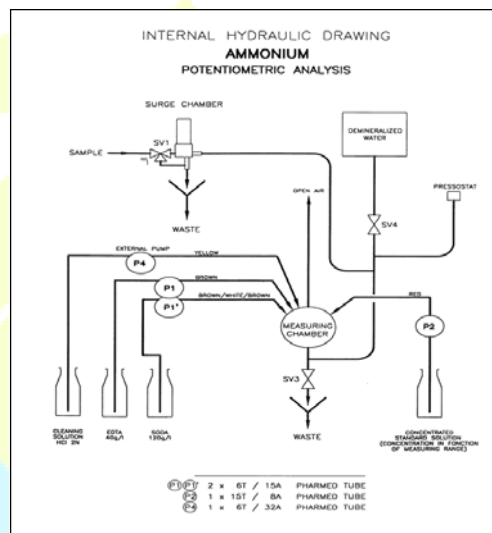 INTERNAL HYDRAULIC DRAWING
AMMONIUM
POTENTIOMETRIC ANALYSIS
SURGE CHAMBER
SV1
SAMPLE
DEMINERALIZED
WATER
PRESSOSTAT
OPEN AIR
SV4
WASTE
EXTERNAL PUMP
P4
YELLOW
P1
BROWN
P1'
BROWN/WHITE/BROWN
RED
MEASURING
CHAMBER
P2
SV3
CLEANING
SOLUTION
HCl 2N
EDTA
40g/l
SODA
120g/l
WASTE
CONCENTRATED
STANDARD SOLUTION
(CONCENTRATION IN FONCTION
OF MEASURING RANGE)
P1 P1' 2 x 6T / 15A PHARMED TUBE
P2 1 x 15T / 8A PHARMED TUBE
P4 1 x 6T / 32A PHARMED TUBE